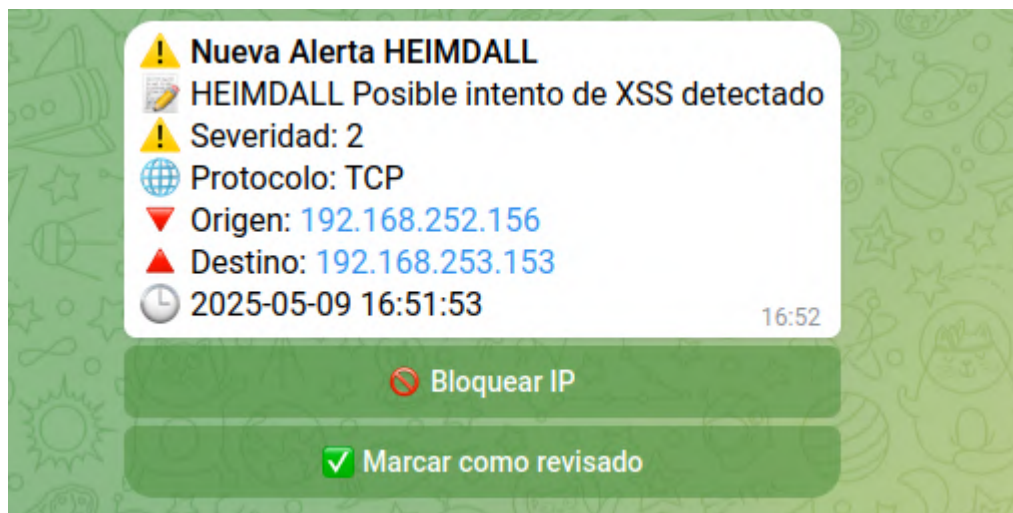 ⚠️ Nueva Alerta HEIMDALL
📝 HEIMDALL Posible intento de XSS detectado
⚠️ Severidad: 2
🌐 Protocolo: TCP
🔻 Origen: 192.168.252.156
🔺 Destino: 192.168.253.153
🕒 2025-05-09 16:51:53
16:52
🚫 Bloquear IP
✅ Marcar como revisado